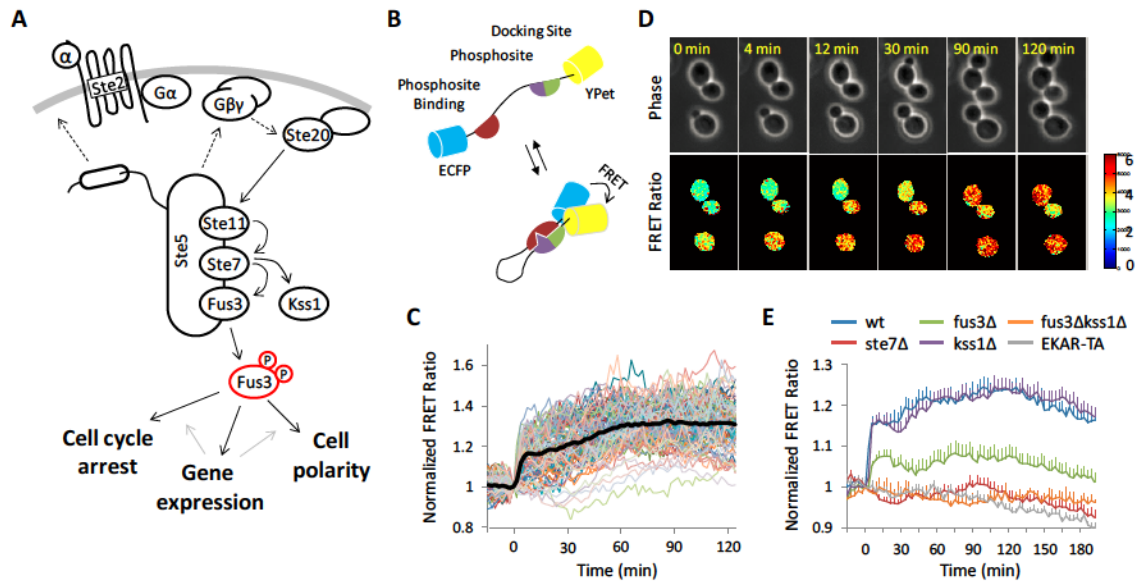 A
α
Ste2
Gα
Gβγ
Ste20
Ste5
Ste11
Ste7
Fus3
Kss1
P
P
Fus3
Cell cycle
arrest
Gene
expression
Cell
polarity
B
Docking Site
Phosphosite
Phosphosite
Binding
YPet
ECFP
FRET
C
Normalized FRET Ratio
1.6
1.4
1.2
1
0.8
0
30
60
90
120
Time (min)
D
0 min
4 min
12 min
30 min
90 min
120 min
Phase
FRET Ratio
6
4
2
0
E
wt
fus3Δ
fus3Δkss1Δ
ste7Δ
kss1Δ
EKAR-TA
Normalized FRET Ratio
1.3
1.2
1.1
1
0.9
0
30
60
90
120
150
180
Time (min)